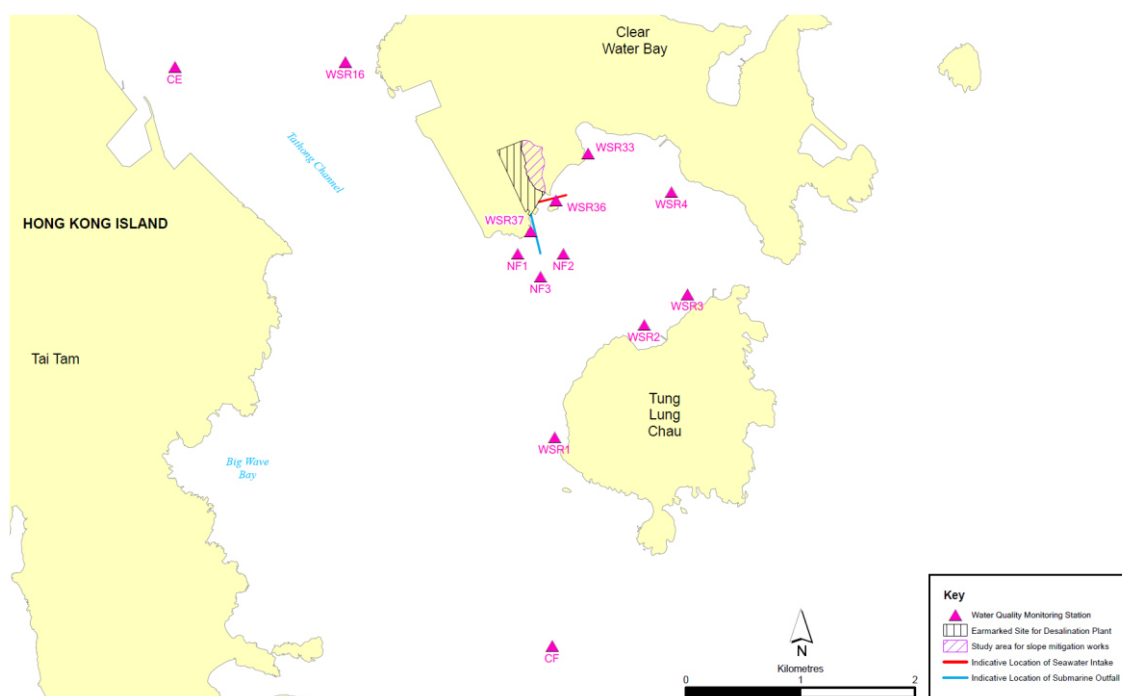 Clear
Water Bay
CE
WSR16
Tathong Channel
WSR33
WSR36
WSR4
HONG KONG ISLAND
WSR37
NF1
NF2
NF3
WSR3
WSR2
Tai Tam
Tung
Lung
Chau
WSR1
Big Wave
Bay
CF
N
Kilometres
0
1
2
Key
Water Quality Monitoring Station
Earmarked Site for Desalination Plant
Study area for slope mitigation works
Indicative Location of Seawater Intake
Indicative Location of Submarine Outfall